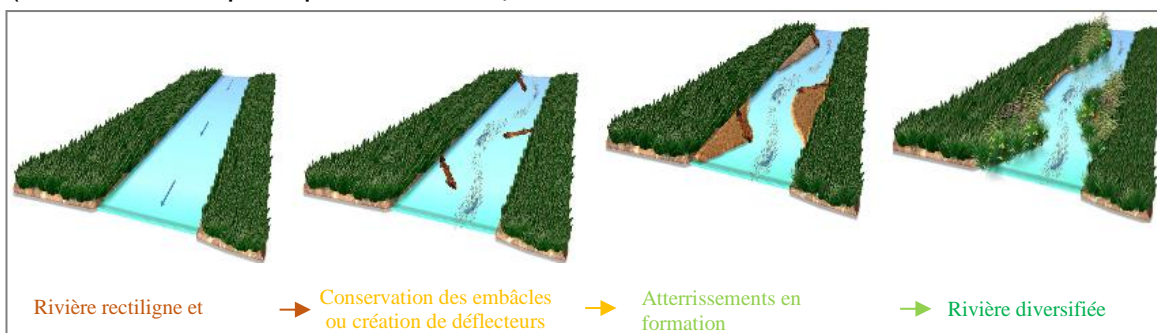 Rivière rectiligne et
Conservation des embâcles
ou création de déflecteurs
Atterrissements en
formation
Rivière diversifiée